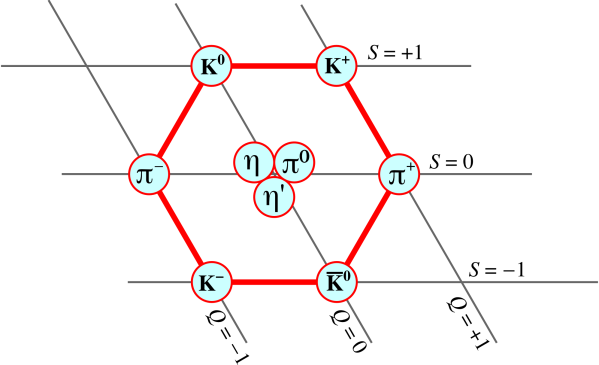 K⁰ K⁺ S = +1
η π⁰
π⁻ π⁺ S = 0
η'
K⁻ K̅⁰ S = −1
Q = −1 Q = 0 Q = +1